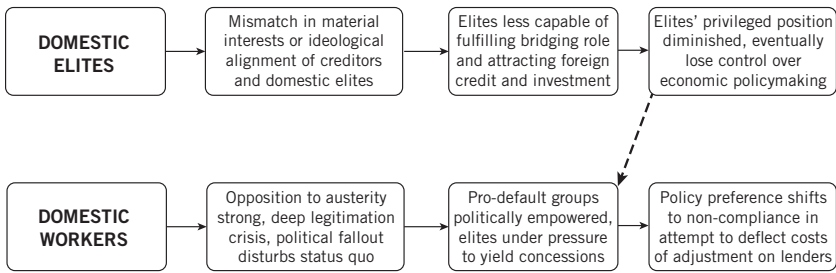 DOMESTIC
ELITES
Mismatch in material
interests or ideological
alignment of creditors
and domestic elites
Elites less capable of
fulfilling bridging role
and attracting foreign
credit and investment
Elites’ privileged position
diminished, eventually
lose control over
economic policymaking
DOMESTIC
WORKERS
Opposition to austerity
strong, deep legitimation
crisis, political fallout
disturbs status quo
Pro-default groups
politically empowered,
elites under pressure
to yield concessions
Policy preference shifts
to non-compliance in
attempt to deflect costs
of adjustment on lenders